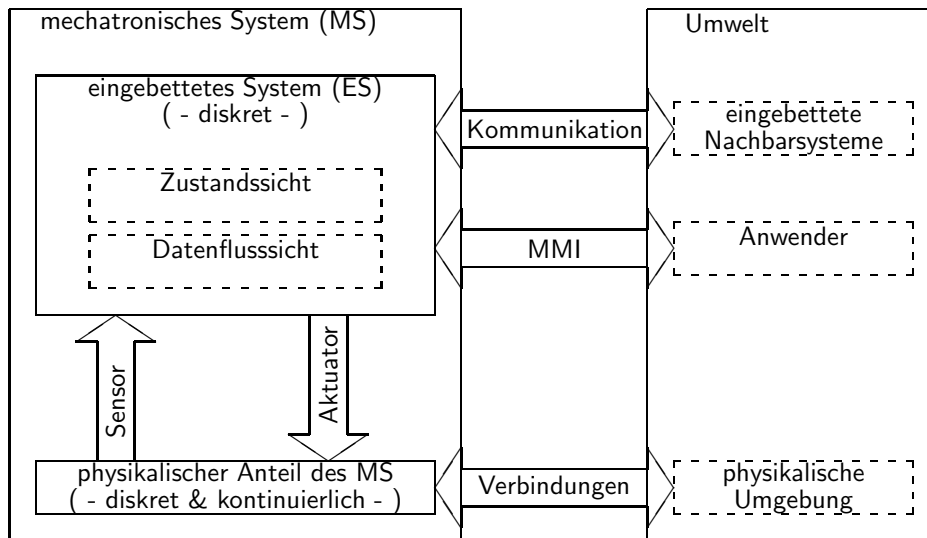 mechatronisches System (MS)
Umwelt
eingebettetes System (ES)
( - diskret - )
Zustandssicht
Datenflusssicht
Kommunikation
eingebettete
Nachbarsysteme
MMI
Anwender
Sensor
Aktuator
physikalischer Anteil des MS
( - diskret & kontinuierlich - )
Verbindungen
physikalische
Umgebung